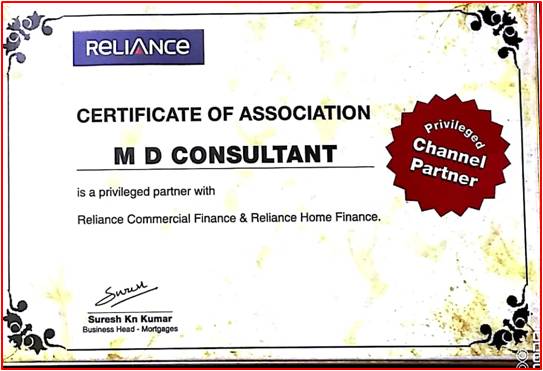 RELIANCE
CERTIFICATE OF ASSOCIATION
M D CONSULTANT
is a privileged partner with
Reliance Commercial Finance & Reliance Home Finance.
Privileged
Channel
Partner
Suresh Kn Kumar
Business Head - Mortgages